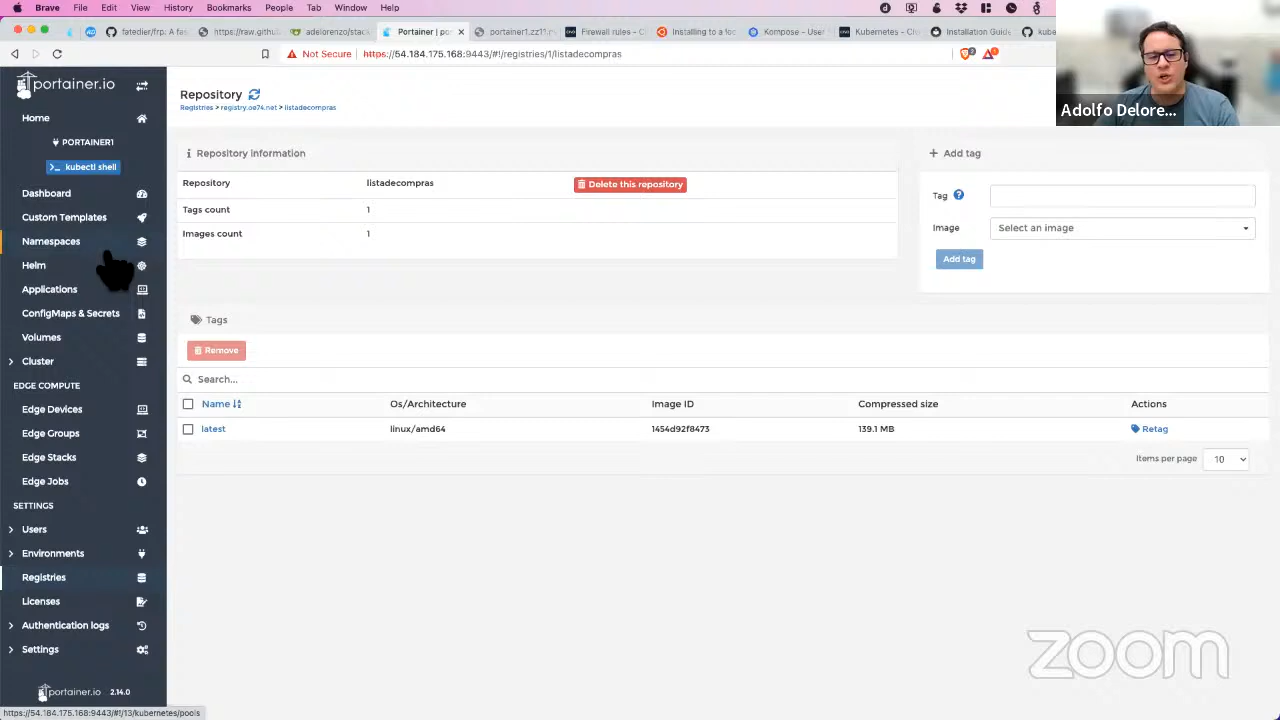 Brave File Edit View History Bookmarks People Tab Window Help
fatedier/frp: A fas
https://raw.github
adelorenzo/stack:
Portainer | portai
portainer1.zz11.n
Firewall rules – C
Installing to a foc
Kompose - User
Kubernetes - Cl
Installation Guid
kube
Not Secure https://54.184.175.168:9443/#!/registries/1/listadecompras
portainer.io
Home
PORTAINER1
>_ kubectl shell
Dashboard
Custom Templates
Namespaces
Helm
Applications
ConfigMaps & Secrets
Volumes
Cluster
EDGE COMPUTE
Edge Devices
Edge Groups
Edge Stacks
Edge Jobs
SETTINGS
Users
Environments
Registries
Licenses
Authentication logs
Settings
portainer.io 2.14.0
https://54.184.175.168:9443/#!/13/kubernetes/pools
Repository
Registries > registry.oe74.net > listadecompras
Repository information
Repository listadecompras Delete this repository
Tags count 1
Images count 1
+ Add tag
Tag
Image Select an image
Add tag
Tags
Remove
Search...
Name Os/Architecture Image ID Compressed size Actions
latest linux/amd64 1454d92f8473 139.1 MB Retag
Items per page 10
Adolfo Delore...
zoom